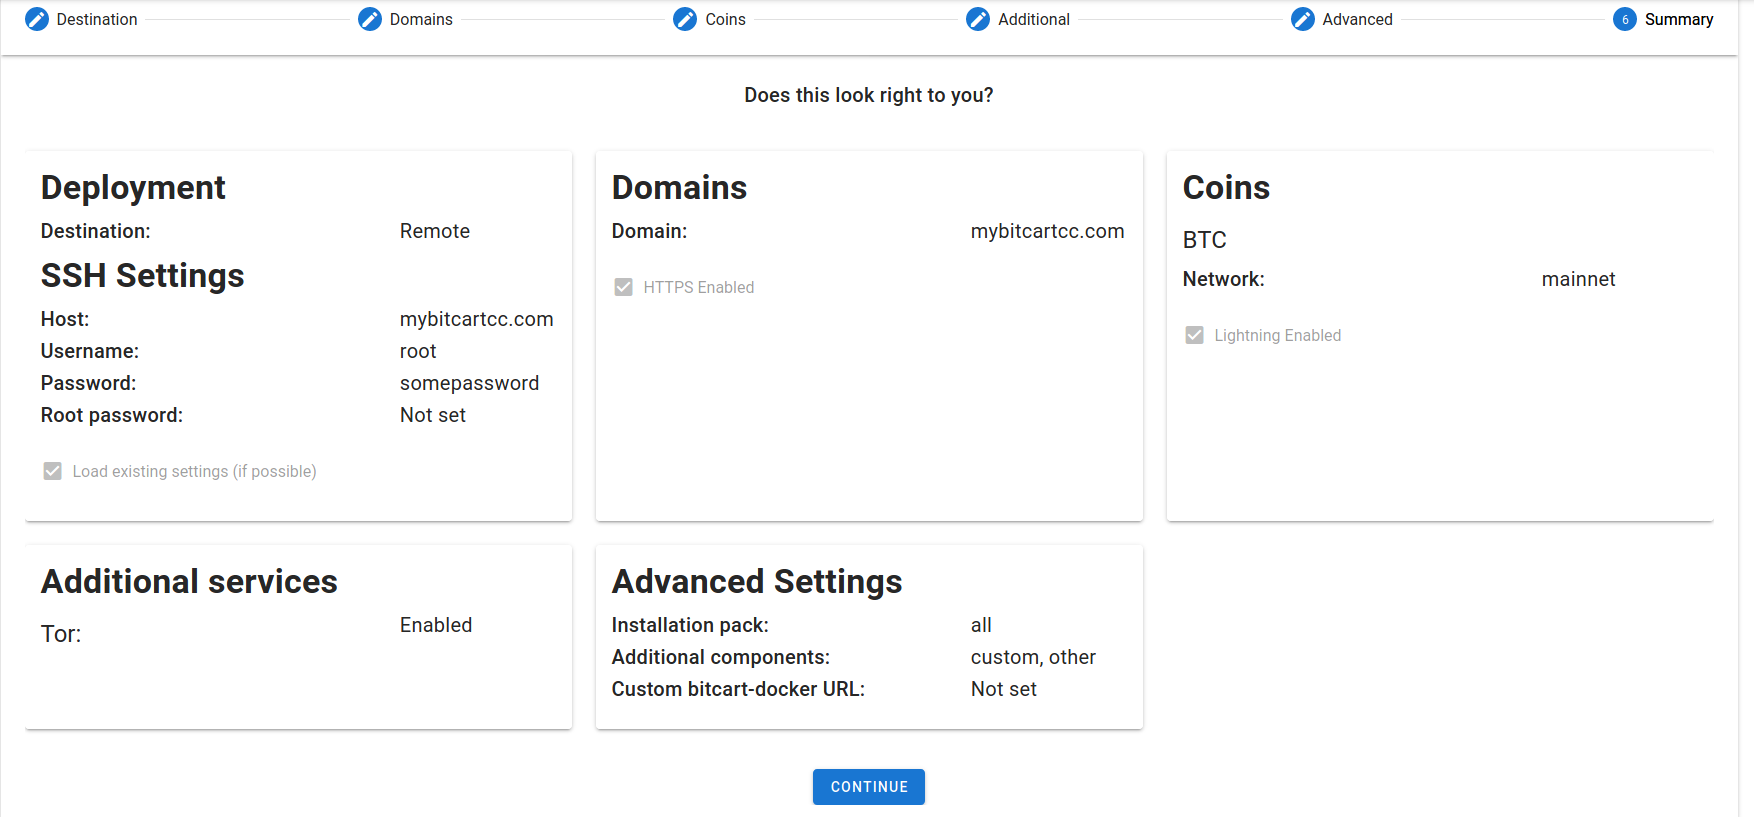 Destination
Domains
Coins
Additional
Advanced
6 Summary
Does this look right to you?
Deployment
Destination: Remote
SSH Settings
Host: mybitcartcc.com
Username: root
Password: somepassword
Root password: Not set
Load existing settings (if possible)
Domains
Domain: mybitcartcc.com
HTTPS Enabled
Coins
BTC
Network: mainnet
Lightning Enabled
Additional services
Tor: Enabled
Advanced Settings
Installation pack: all
Additional components: custom, other
Custom bitcart-docker URL: Not set
CONTINUE